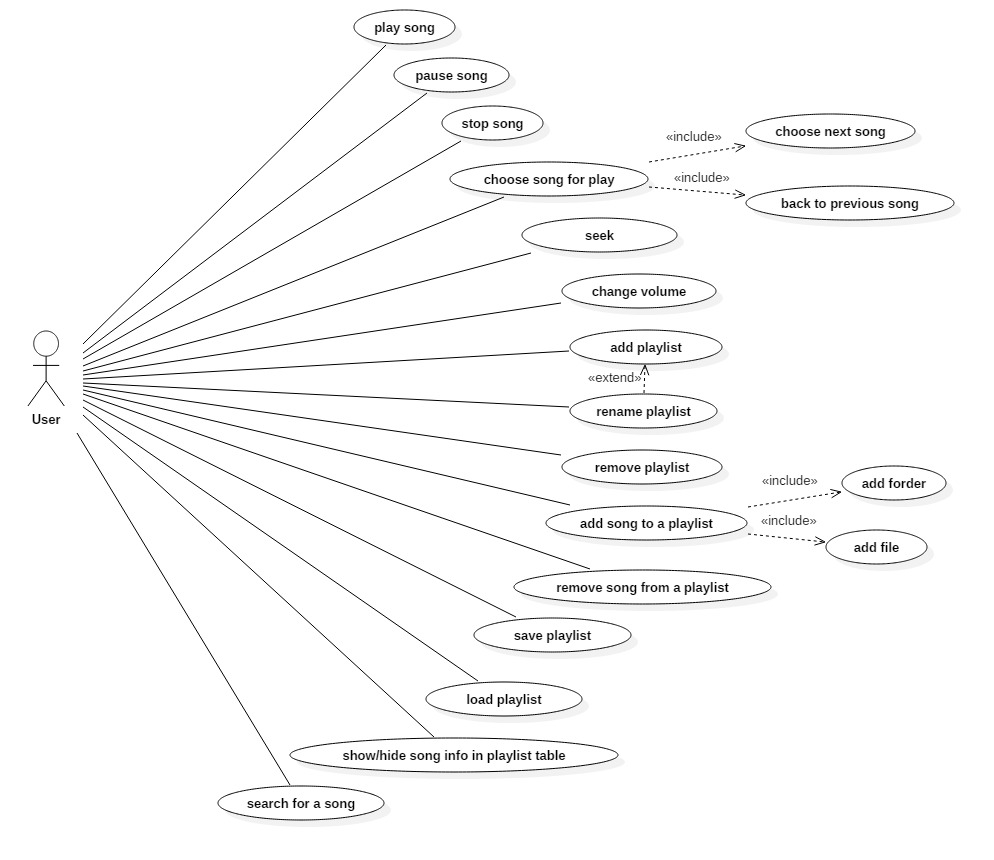 play song
pause song
stop song
«include»
choose next song
choose song for play
«include»
back to previous song
seek
change volume
add playlist
«extend»
rename playlist
User
remove playlist
«include»
add forder
add song to a playlist
«include»
add file
remove song from a playlist
save playlist
load playlist
show/hide song info in playlist table
search for a song